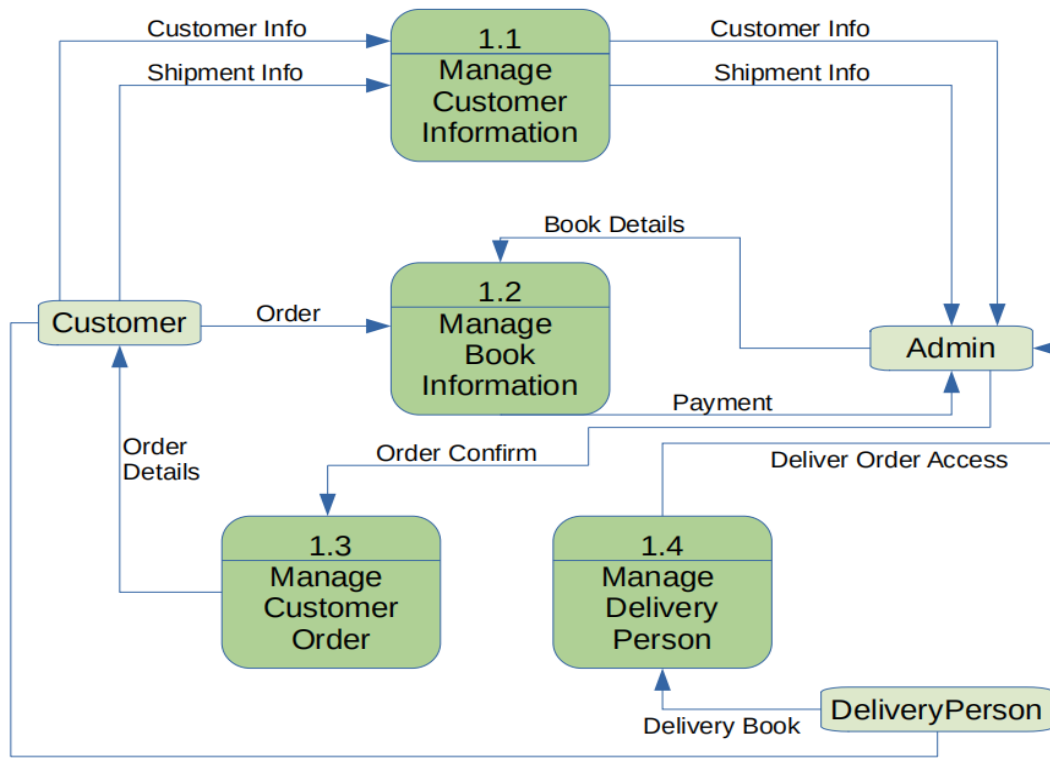 Customer Info
1.1
Customer Info
Shipment Info
Manage
Shipment Info
Customer
Information
Book Details
1.2
Customer
Order
Manage
Admin
Book
Information
Payment
Order
Details
Order Confirm
Deliver Order Access
1.3
Manage
Customer
Order
1.4
Manage
Delivery
Person
DeliveryPerson
Delivery Book